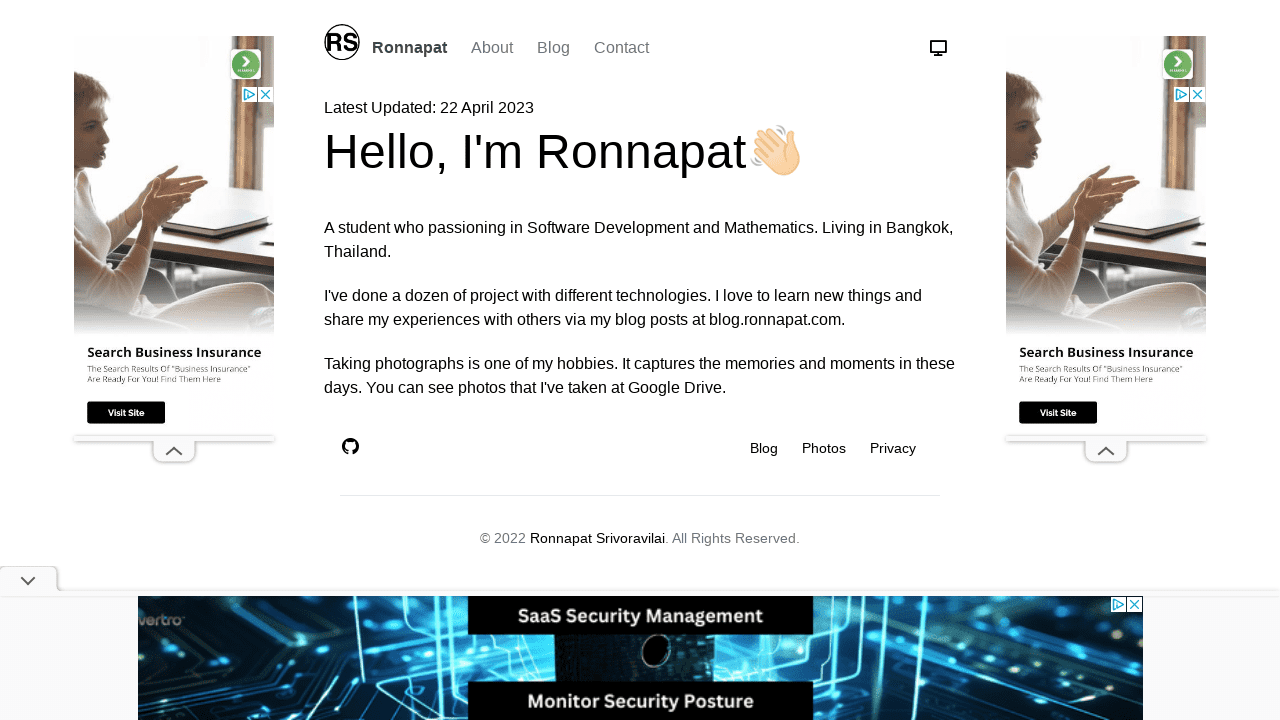 RS
Ronnapat About Blog Contact
Latest Updated: 22 April 2023
Hello, I'm Ronnapat👋🏻
A student who passioning in Software Development and Mathematics. Living in Bangkok,
Thailand.
I've done a dozen of project with different technologies. I love to learn new things and
share my experiences with others via my blog posts at blog.ronnapat.com.
Taking photographs is one of my hobbies. It captures the memories and moments in these
days. You can see photos that I've taken at Google Drive.
Blog Photos Privacy
© 2022 Ronnapat Srivoravilai. All Rights Reserved.
Search Business Insurance
The Search Results Of "Business Insurance"
Are Ready For You! Find Them Here
Visit Site
Search Business Insurance
The Search Results Of "Business Insurance"
Are Ready For You! Find Them Here
Visit Site
vertro
SaaS Security Management
Monitor Security Posture